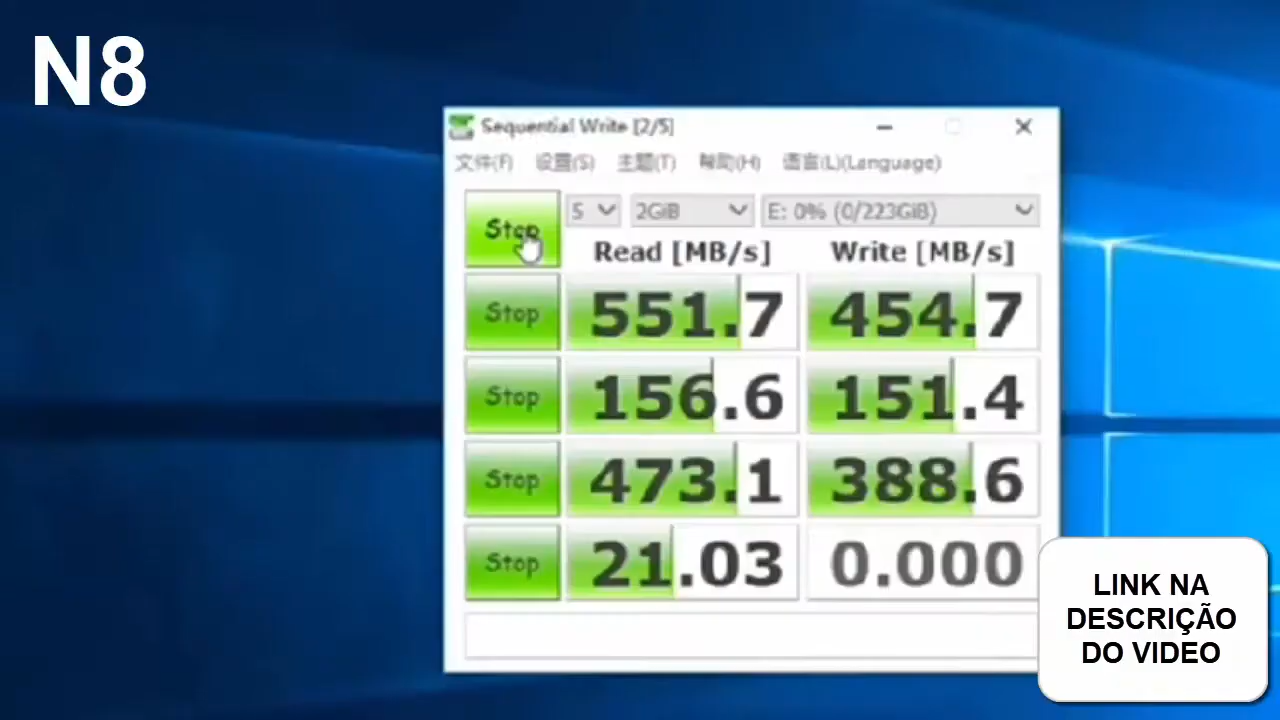 N8
Sequential Write [2/5]
文件(F) 设置(S) 主题(T) 帮助(H) 语言(L)(Language)
Stop 5 2GiB E: 0% (0/223GiB)
Read [MB/s] Write [MB/s]
Stop 551.7 454.7
Stop 156.6 151.4
Stop 473.1 388.6
Stop 21.03 0.000
LINK NA
DESCRIÇÃO
DO VIDEO